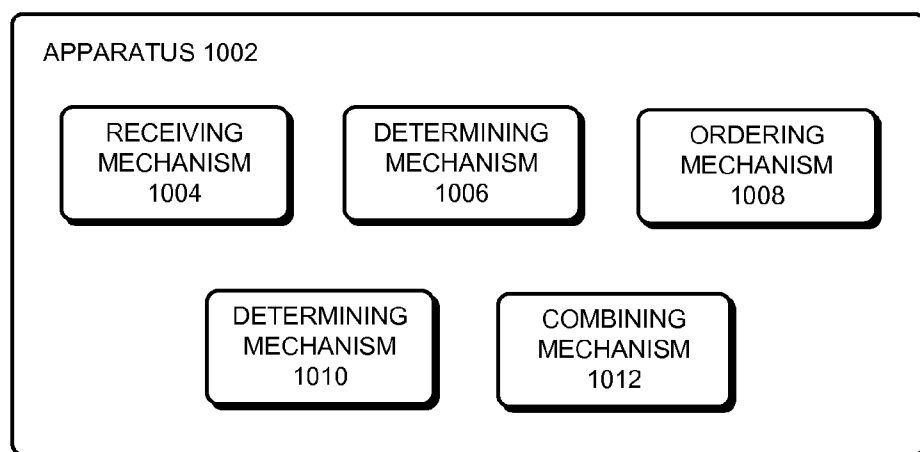 APPARATUS 1002
RECEIVING
MECHANISM
1004
DETERMINING
MECHANISM
1006
ORDERING
MECHANISM
1008
DETERMINING
MECHANISM
1010
COMBINING
MECHANISM
1012